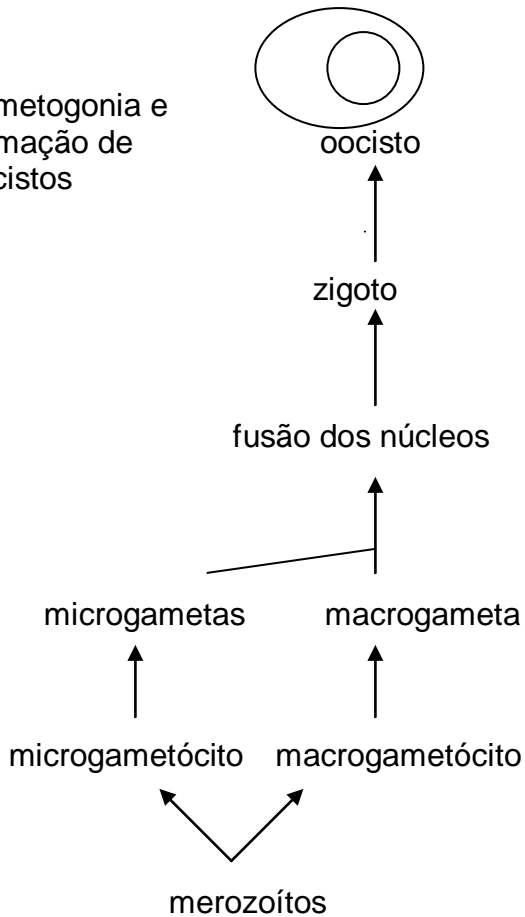 metogonia e
mação de
cistos
oocisto
zigoto
fusão dos núcleos
microgametas macrogameta
microgametócito macrogametócito
merozoítos